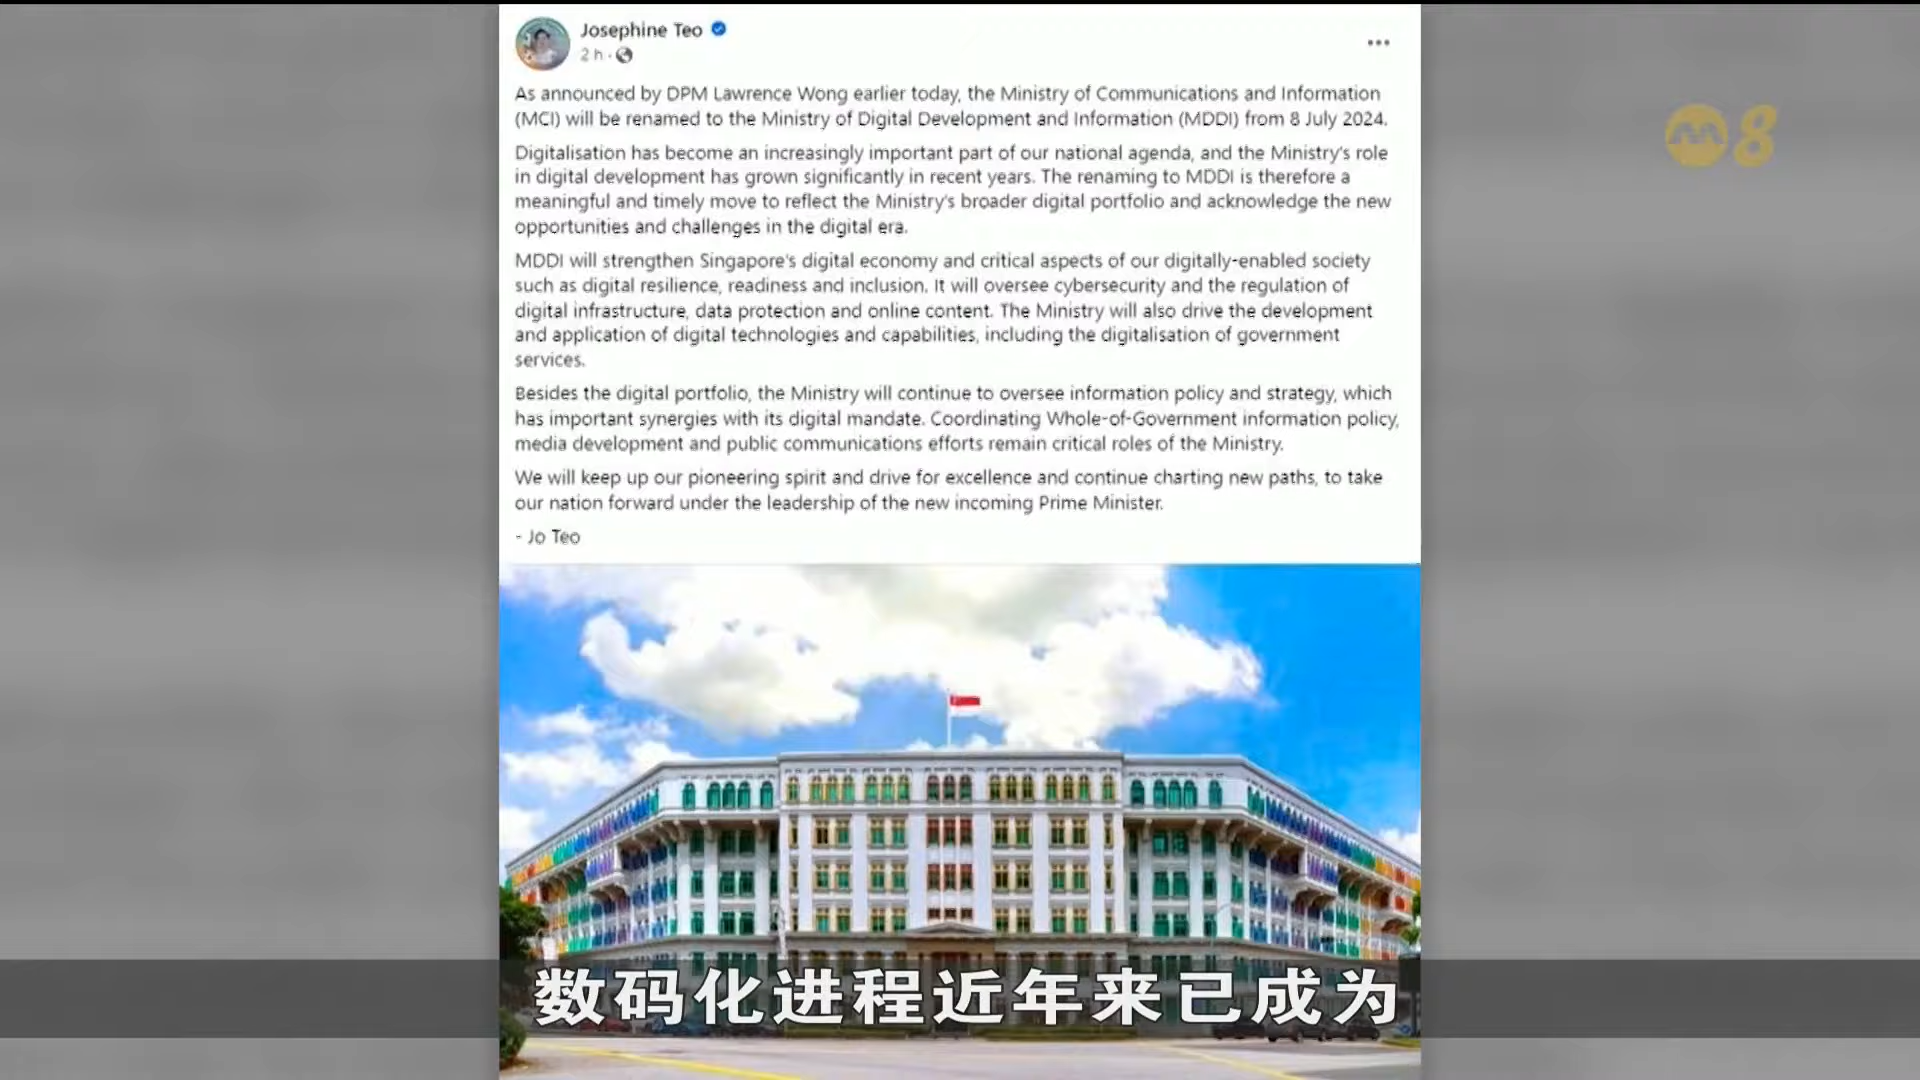 Josephine Teo
2 h ·
As announced by DPM Lawrence Wong earlier today, the Ministry of Communications and Information
(MCI) will be renamed to the Ministry of Digital Development and Information (MDDI) from 8 July 2024.
Digitalisation has become an increasingly important part of our national agenda, and the Ministry's role
in digital development has grown significantly in recent years. The renaming to MDDI is therefore a
meaningful and timely move to reflect the Ministry's broader digital portfolio and acknowledge the new
opportunities and challenges in the digital era.
MDDI will strengthen Singapore's digital economy and critical aspects of our digitally-enabled society
such as digital resilience, readiness and inclusion. It will oversee cybersecurity and the regulation of
digital infrastructure, data protection and online content. The Ministry will also drive the development
and application of digital technologies and capabilities, including the digitalisation of government
services.
Besides the digital portfolio, the Ministry will continue to oversee information policy and strategy, which
has important synergies with its digital mandate. Coordinating Whole-of-Government information policy,
media development and public communications efforts remain critical roles of the Ministry.
We will keep up our pioneering spirit and drive for excellence and continue charting new paths, to take
our nation forward under the leadership of the new incoming Prime Minister.
- Jo Teo
8
数码化进程近年来已成为